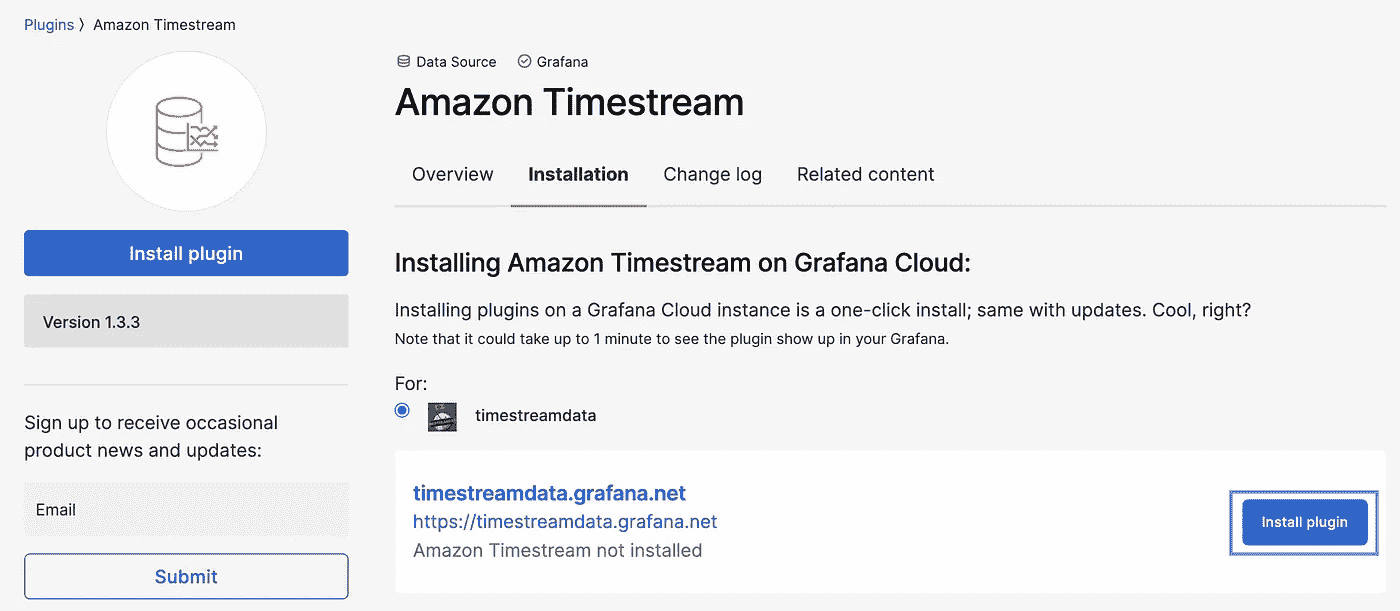 Plugins 〉 Amazon Timestream
Install plugin
Version 1.3.3
Sign up to receive occasional
product news and updates:
Email
Submit
Data Source Grafana
Amazon Timestream
Overview Installation Change log Related content
Installing Amazon Timestream on Grafana Cloud:
Installing plugins on a Grafana Cloud instance is a one-click install; same with updates. Cool, right?
Note that it could take up to 1 minute to see the plugin show up in your Grafana.
For:
timestreamdata
timestreamdata.grafana.net
https://timestreamdata.grafana.net
Amazon Timestream not installed
Install plugin